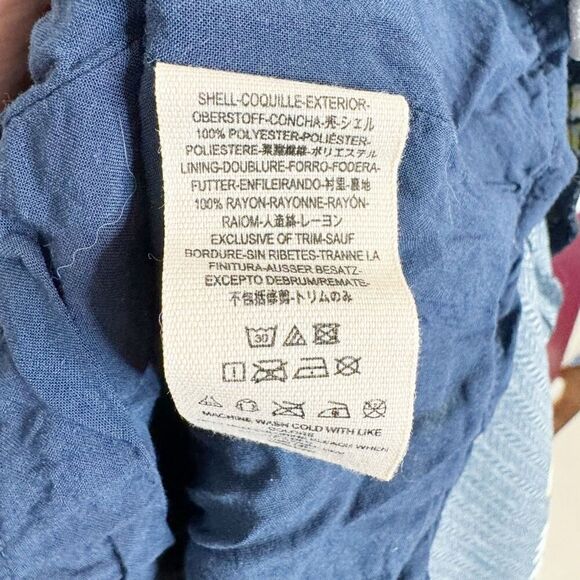 SHELL-COQUILLE-EXTERIOR-
OBERSTOFF-CONCHA-壳-シェル
100% POLYESTER-POLIÉSTER-
POLIESTERE-聚酯纖維-ポリエステル
LINING-DOUBLURE-FORRO-FODERA-
FUTTER-ENFILEIRANDO-衬里-裏地
100% RAYON-RAYONNE-RAYÓN-
RAIOM-人造絲-レーヨン
EXCLUSIVE OF TRIM-SAUF
BORDURE-SIN RIBETES-TRANNE LA
FINITURA-AUSSER BESATZ-
EXCEPTO DEBRUM/REMATE-
不包括修剪-トリムのみ
30
MACHINE WASH COLD WITH LIKE
COLORS
WHEN